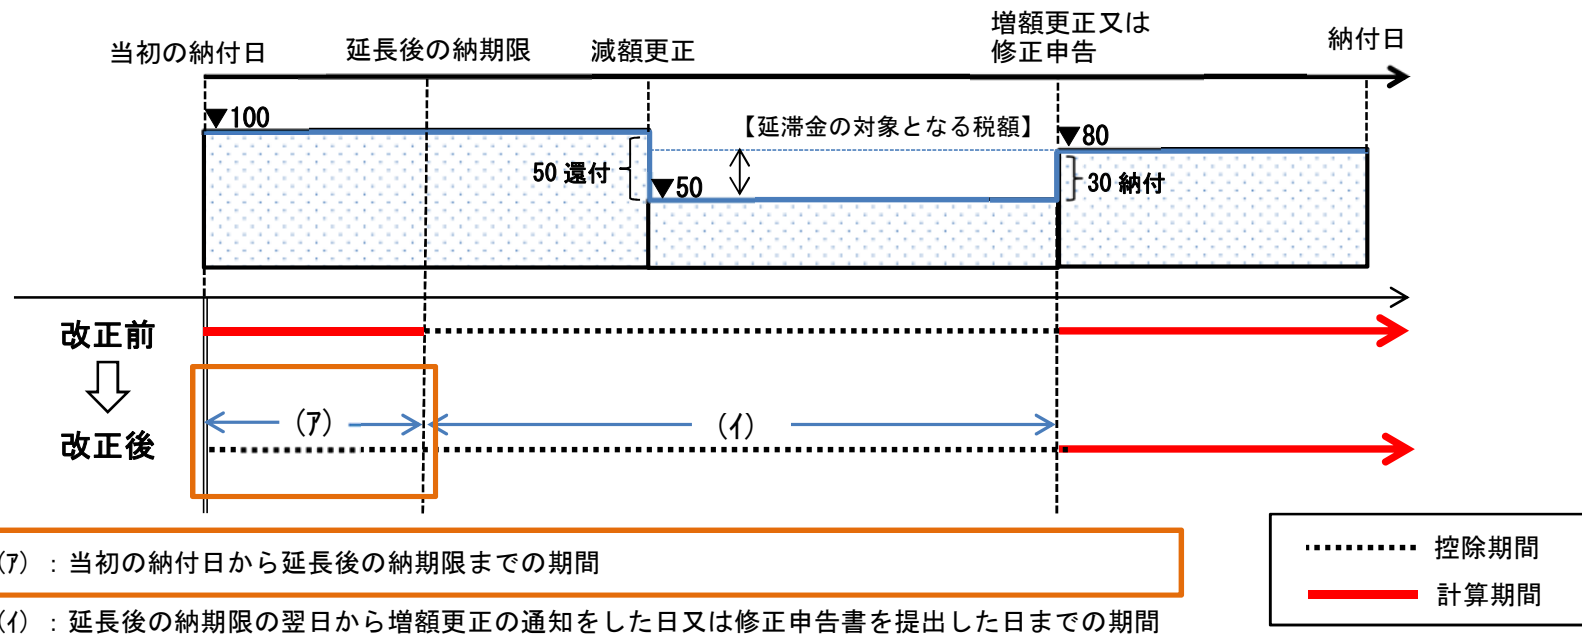 当初の納付日
延長後の納期限
減額更正
増額更正又は
修正申告
納付日
▼100
【延滞金の対象となる税額】
▼80
50 還付
▼50
30 納付
改正前
(ｱ)
(ｲ)
改正後
(ｱ) ：当初の納付日から延長後の納期限までの期間
(ｲ) ：延長後の納期限の翌日から増額更正の通知をした日又は修正申告書を提出した日までの期間
控除期間
計算期間